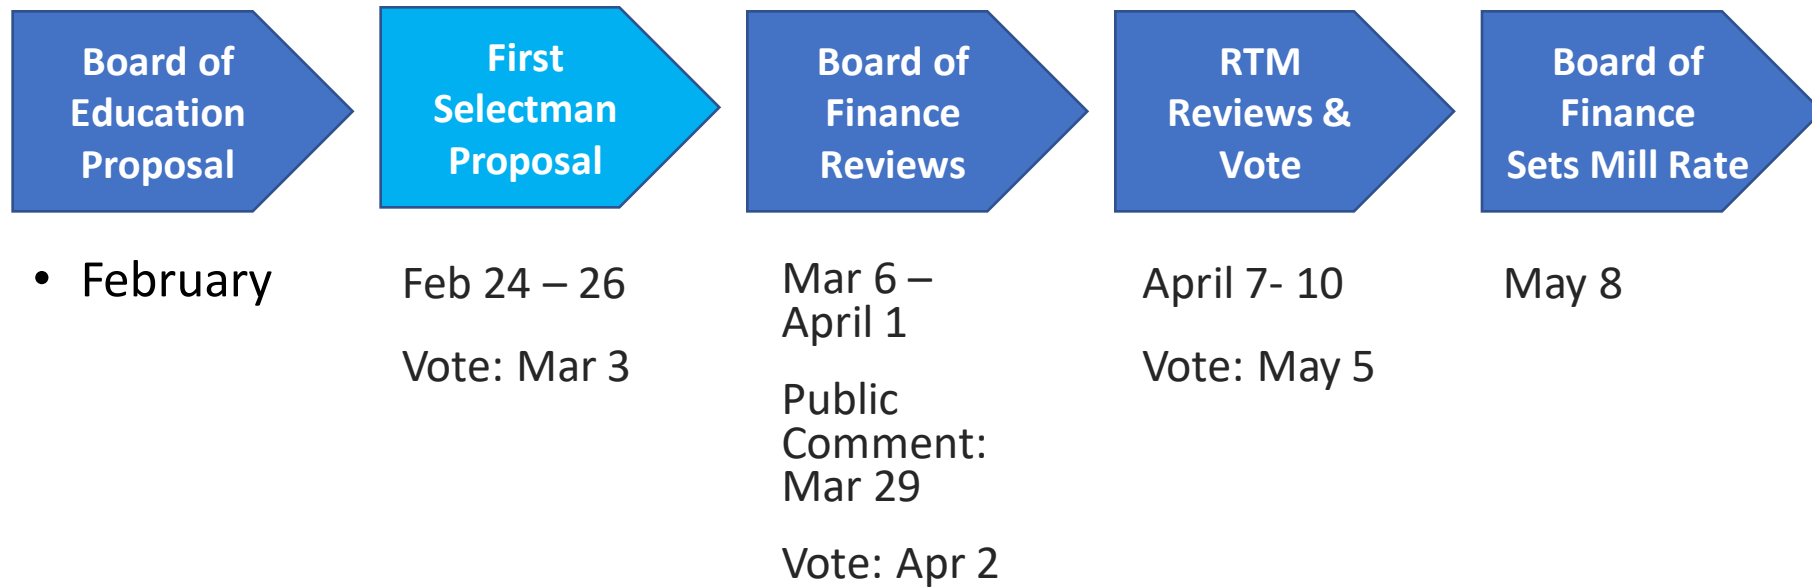 Board of
Education
Proposal
First
Selectman
Proposal
Board of
Finance
Reviews
RTM
Reviews &
Vote
Board of
Finance
Sets Mill Rate
• February
Feb 24 – 26
Vote: Mar 3
Mar 6 –
April 1
Public
Comment:
Mar 29
Vote: Apr 2
April 7- 10
Vote: May 5
May 8